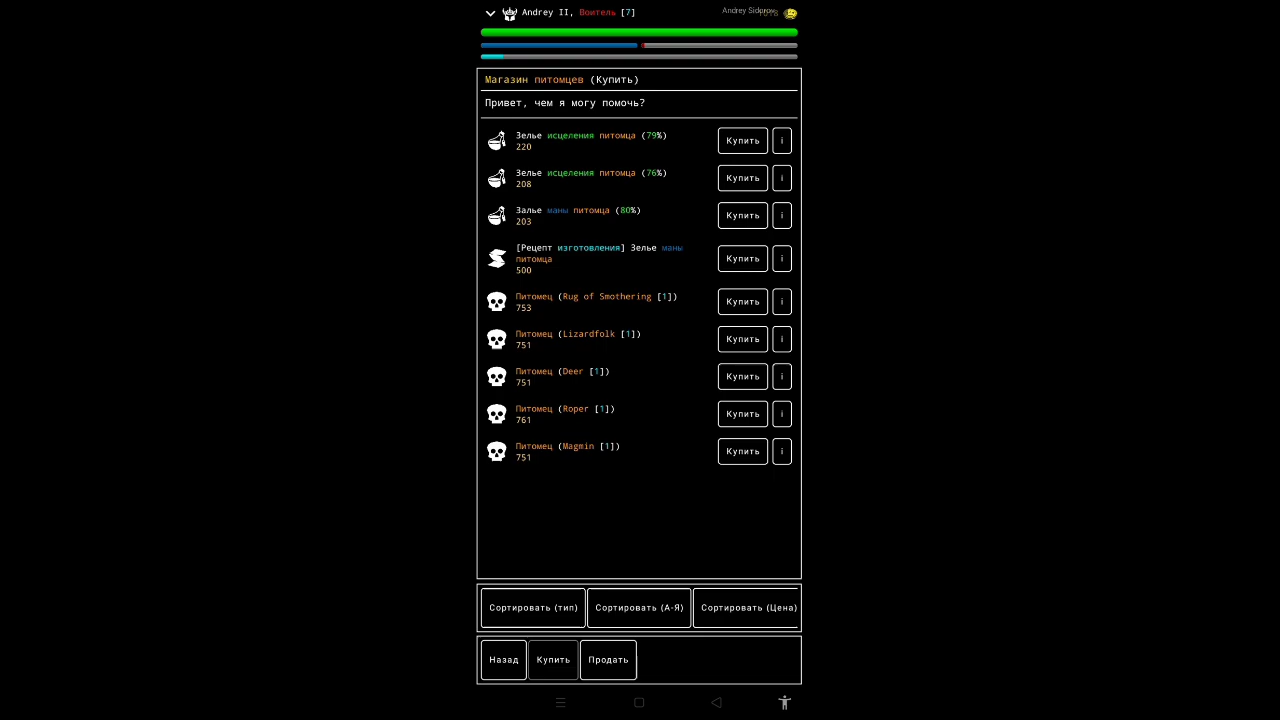 Andrey II, Воитель [7]
Andrey Sidorov
Магазин питомцев (Купить)
Привет, чем я могу помочь?
Зелье исцеления питомца (79%)
220
Купить
i
Зелье исцеления питомца (76%)
208
Купить
i
Залье маны питомца (80%)
203
Купить
i
[Рецепт изготовления] Зелье маны
питомца
500
Купить
i
Питомец (Rug of Smothering [1])
753
Купить
i
Питомец (Lizardfolk [1])
751
Купить
i
Питомец (Deer [1])
751
Купить
i
Питомец (Roper [1])
761
Купить
i
Питомец (Magmin [1])
751
Купить
i
Сортировать (тип)
Сортировать (А-Я)
Сортировать (Цена)
Назад
Купить
Продать